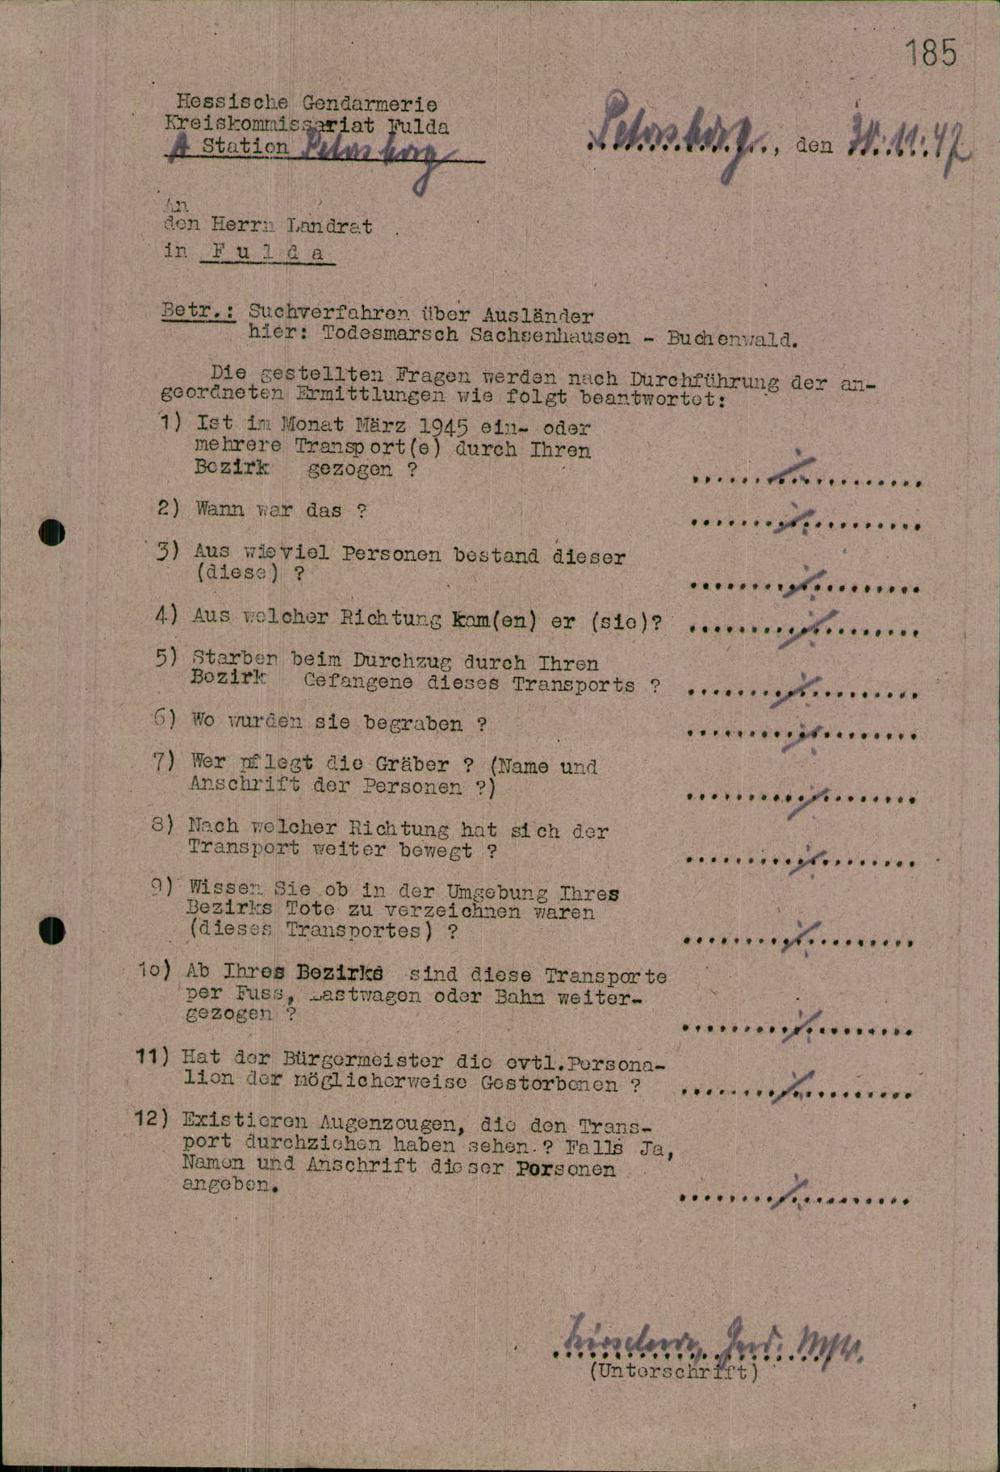 185
Hessische Gendarmerie
Kreiskommissariat Fulda
A Station Petersberg
Petersberg, den 30.11.47
An
den Herrn Landrat
in Fulda
Betr.: Suchverfahren über Ausländer
hier: Todesmarsch Sachsenhausen - Buchenwald.
Die gestellten Fragen werden nach Durchführung der an-
geordneten Ermittlungen wie folgt beantwortet:
1) Ist im Monat März 1945 ein- oder
mehrere Transport(e) durch Ihren
Bezirk gezogen ? ./.
2) Wann war das ? ./.
3) Aus wieviel Personen bestand dieser
(diese) ? ./.
4) Aus welcher Richtung kam(en) er (sie)? ./.
5) Starben beim Durchzug durch Ihren
Bezirk Gefangene dieses Transports ? ./.
6) Wo wurden sie begraben ? ./.
7) Wer pflegt die Gräber ? (Name und
Anschrift der Personen ?) ./.
8) Nach welcher Richtung hat sich der
Transport weiter bewegt ? ./.
9) Wissen Sie ob in der Umgebung Ihres
Bezirks Tote zu verzeichnen waren
(dieses Transportes) ? ./.
10) Ab Ihres Bezirks sind diese Transporte
per Fuss, Lastwagen oder Bahn weiter-
gezogen ? ./.
11) Hat der Bürgermeister die evtl.Persona-
lien der möglicherweise Gestorbenen ? ./.
12) Existieren Augenzeugen, die den Trans-
port durchziehen haben sehen.? Falls Ja,
Namen und Anschrift dieser Personen
angeben. ./.
(Unterschrift)